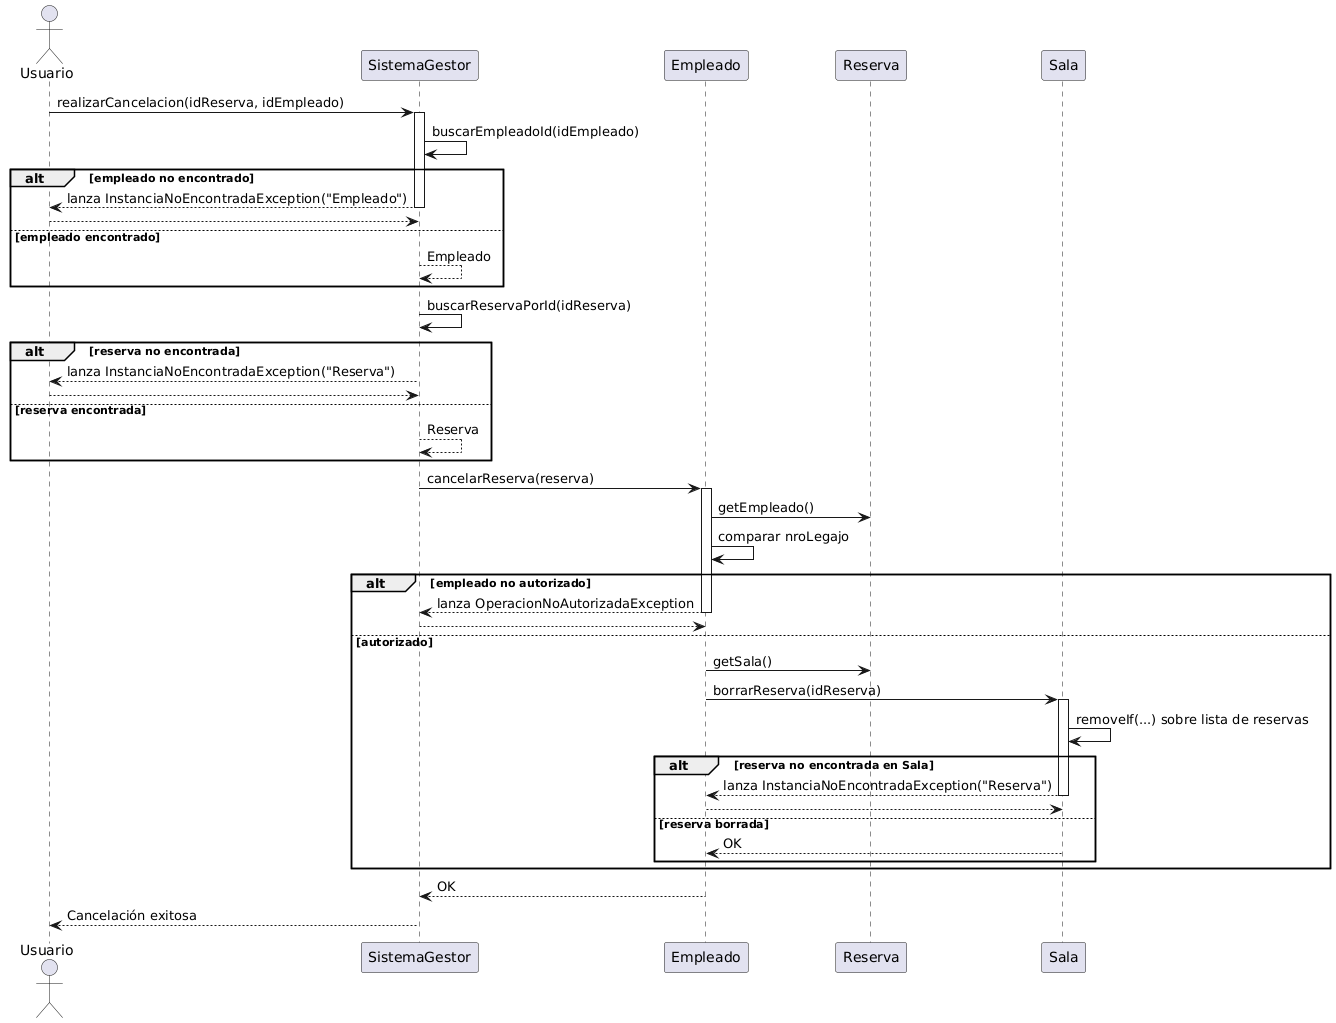 Usuario
SistemaGestor
Empleado
Reserva
Sala
realizarCancelacion(idReserva, idEmpleado)
buscarEmpleadoId(idEmpleado)
alt [empleado no encontrado]
lanza InstanciaNoEncontradaException("Empleado")
[empleado encontrado]
Empleado
buscarReservaPorId(idReserva)
alt [reserva no encontrada]
lanza InstanciaNoEncontradaException("Reserva")
[reserva encontrada]
Reserva
cancelarReserva(reserva)
getEmpleado()
comparar nroLegajo
alt [empleado no autorizado]
lanza OperacionNoAutorizadaException
[autorizado]
getSala()
borrarReserva(idReserva)
removeIf(...) sobre lista de reservas
alt [reserva no encontrada en Sala]
lanza InstanciaNoEncontradaException("Reserva")
[reserva borrada]
OK
OK
Cancelación exitosa
Usuario
SistemaGestor
Empleado
Reserva
Sala